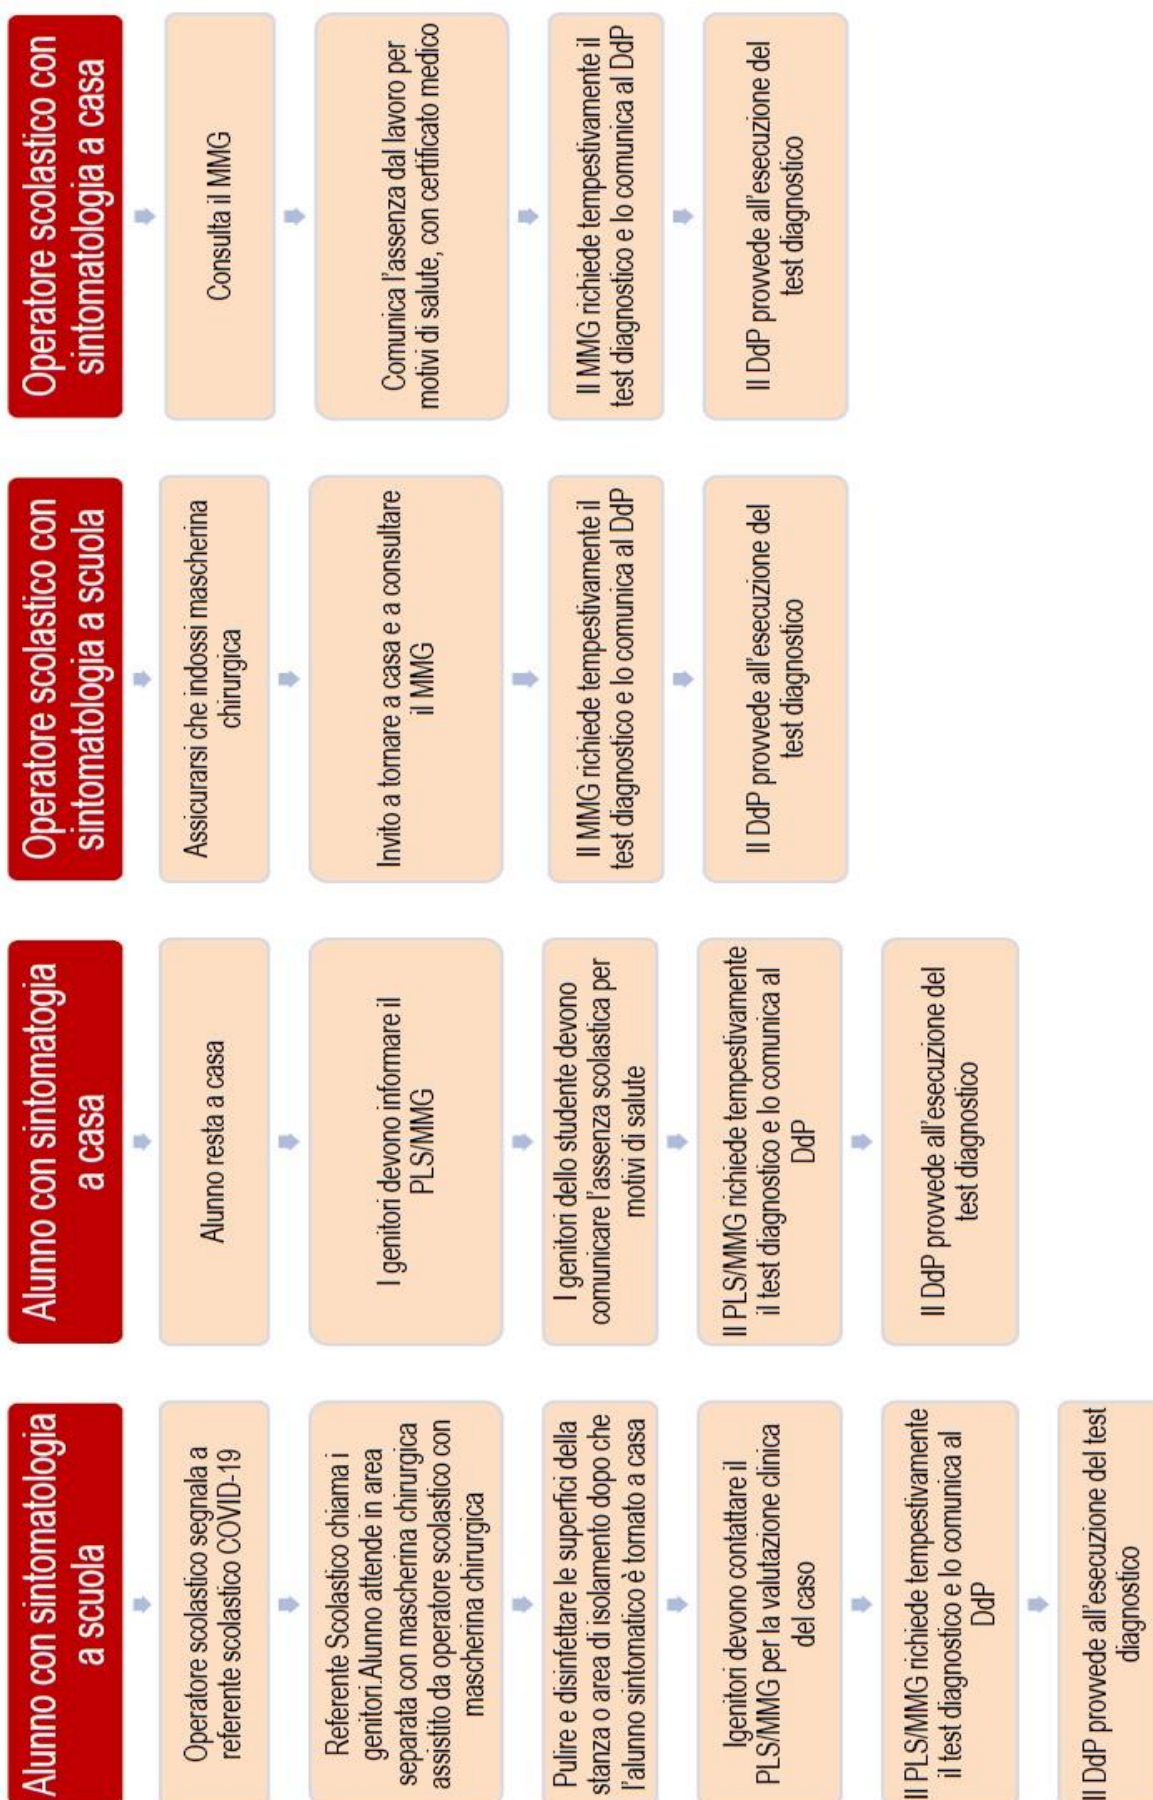 Alunno con sintomatologia
a scuola
Operatore scolastico segnala a
referente scolastico COVID-19
Referente Scolastico chiama i
genitori.Alunno attende in area
separata con mascherina chirurgica
assistito da operatore scolastico con
mascherina chirurgica
Pulire e disinfettare le superfici della
stanza o area di isolamento dopo che
l'alunno sintomatico è tornato a casa
Igenitori devono contattare il
PLS/MMG per la valutazione clinica
del caso
Il PLS/MMG richiede tempestivamente
il test diagnostico e lo comunica al
DdP
Il DdP provvede all'esecuzione del test
diagnostico
Alunno con sintomatogia
a casa
Alunno resta a casa
I genitori devono informare il
PLS/MMG
I genitori dello studente devono
comunicare l'assenza scolastica per
motivi di salute
Il PLS/MMG richiede tempestivamente
il test diagnostico e lo comunica al
DdP
Il DdP provvede all'esecuzione del
test diagnostico
Operatore scolastico con
sintomatologia a scuola
Assicurarsi che indossi mascherina
chirurgica
Invito a tornare a casa e a consultare
il MMG
Il MMG richiede tempestivamente il
test diagnostico e lo comunica al DdP
Il DdP provvede all'esecuzione del
test diagnostico
Operatore scolastico con
sintomatologia a casa
Consulta il MMG
Comunica l'assenza dal lavoro per
motivi di salute, con certificato medico
Il MMG richiede tempestivamente il
test diagnostico e lo comunica al DdP
Il DdP provvede all'esecuzione del
test diagnostico